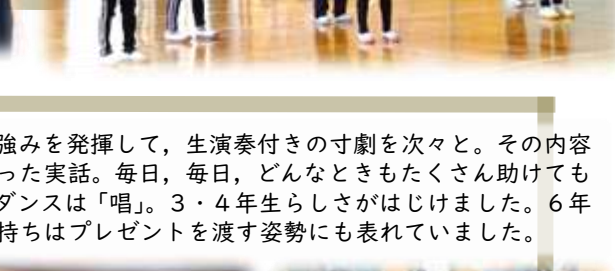 強みを発揮して，生演奏付きの寸劇を次々と。その内容
った実話。毎日，毎日，どんなときもたくさん助けても
ダンスは「唱」。３・４年生らしさがはじけました。６年
持ちはプレゼントを渡す姿勢にも表れていました。